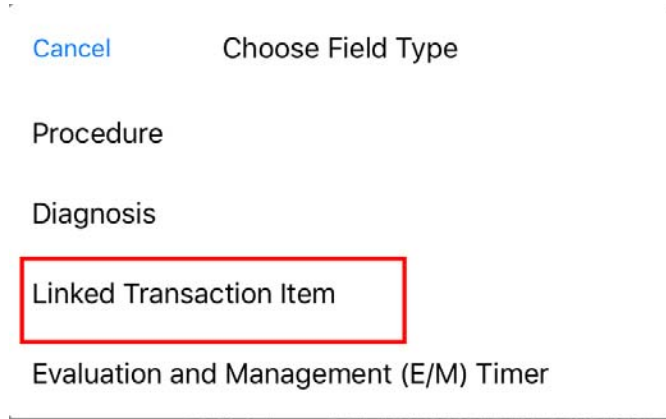 Cancel Choose Field Type
Procedure
Diagnosis
Linked Transaction Item
Evaluation and Management (E/M) Timer